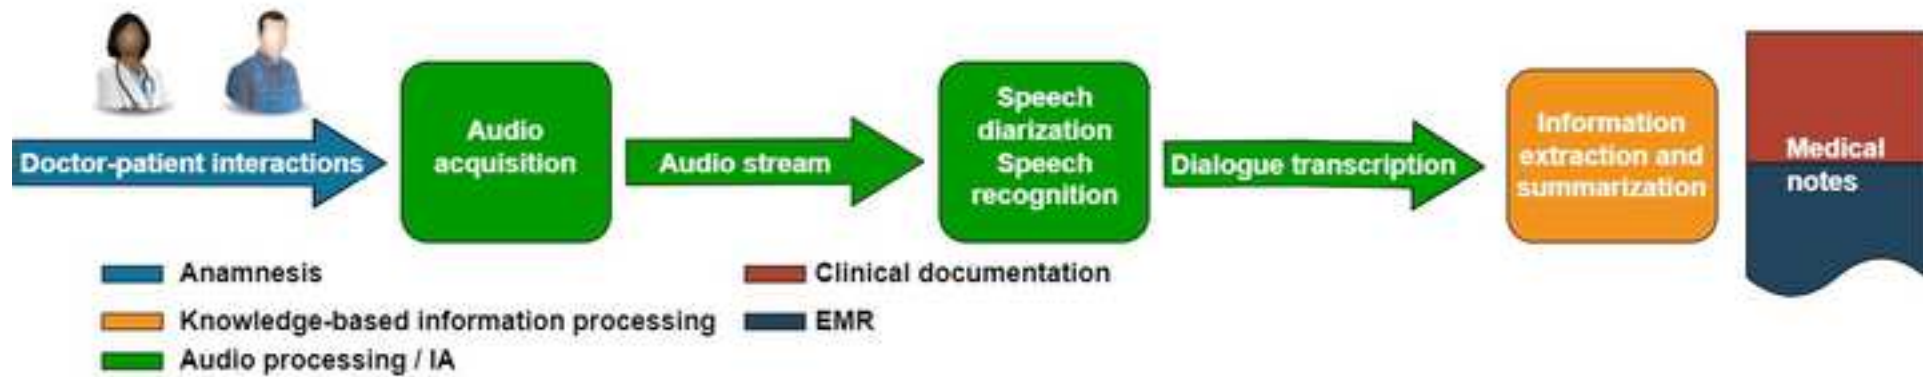 Doctor-patient interactions
Audio
acquisition
Audio stream
Speech
diarization
Speech
recognition
Dialogue transcription
Information
extraction and
summarization
Medical
notes
Anamnesis
Knowledge-based information processing
Audio processing / IA
Clinical documentation
EMR